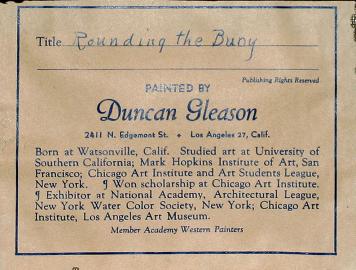 Title Rounding the Buoy
Publishing Rights Reserved
PAINTED BY
Duncan Gleason
2411 N. Edgemont St. • Los Angeles 27, Calif.
Born at Watsonville, Calif. Studied art at University of
Southern California; Mark Hopkins Institute of Art, San
Francisco; Chicago Art Institute and Art Students League,
New York. ¶ Won scholarship at Chicago Art Institute.
¶ Exhibitor at National Academy, Architectural League,
New York Water Color Society, New York; Chicago Art
Institute, Los Angeles Art Museum.
Member Academy Western Painters